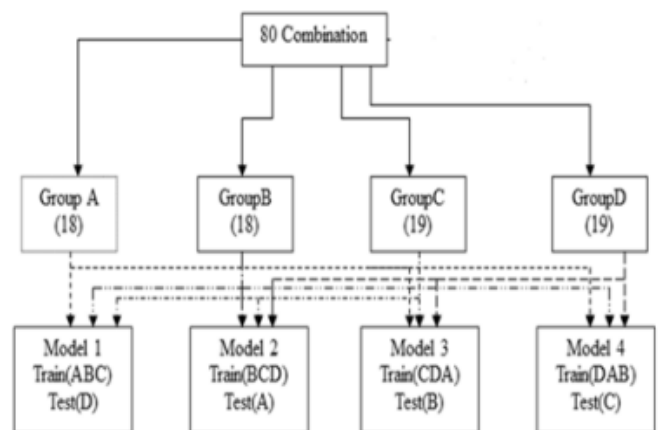 80 Combination
Group A
(18)
GroupB
(18)
GroupC
(19)
GroupD
(19)
Model 1
Train(ABC)
Test(D)
Model 2
Train(BCD)
Test(A)
Model 3
Train(CDA)
Test(B)
Model 4
Train(DAB)
Test(C)